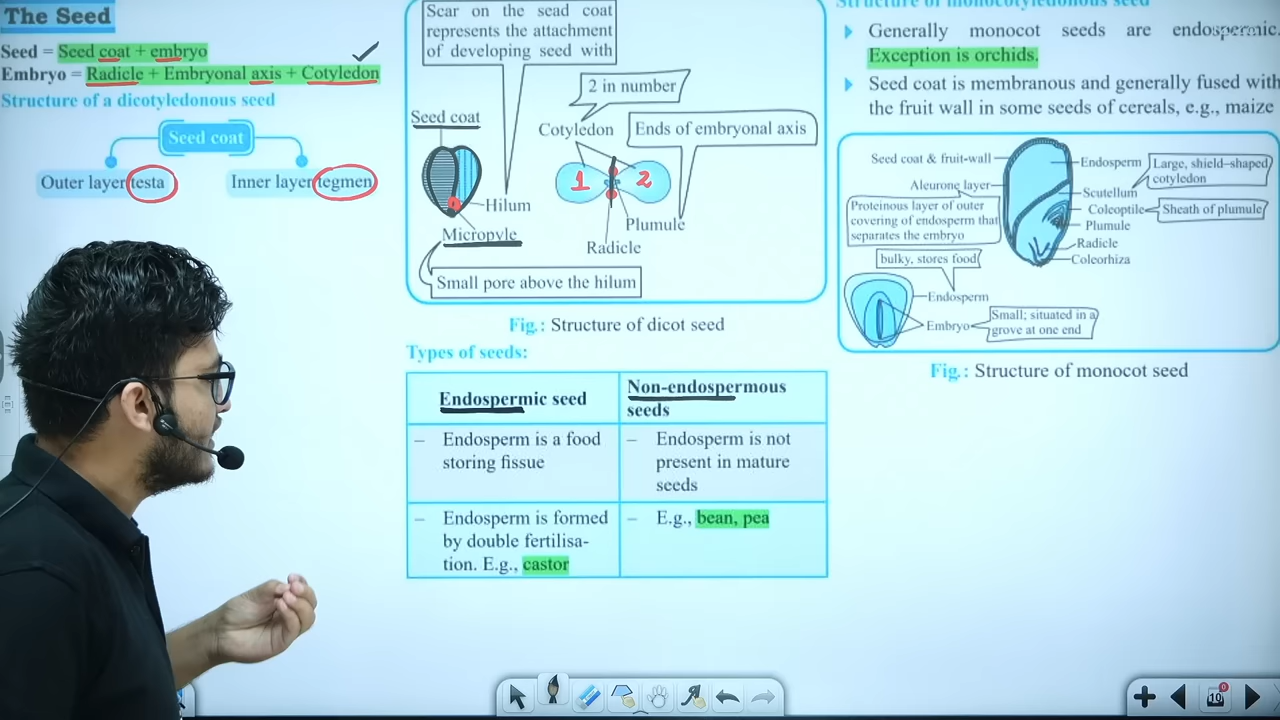 The Seed
Seed = Seed coat + embryo
Embryo = Radicle + Embryonal axis + Cotyledon
Structure of a dicotyledonous seed
Seed coat
Outer layer testa
Inner layer tegmen
Scar on the sead coat
represents the attachment
of developing seed with
2 in number
Seed coat
Cotyledon
Ends of embryonal axis
1
2
Hilum
Micropyle
Plumule
Radicle
Small pore above the hilum
Fig.: Structure of dicot seed
Types of seeds:
Endospermic seed
Non-endospermous
seeds
– Endosperm is a food
storing fissue
– Endosperm is not
present in mature
seeds
– Endosperm is formed
by double fertilisa-
tion. E.g., castor
– E.g., bean, pea
Structure of monocotyledonous seed
Generally monocot seeds are endospermic.
Exception is orchids.
Seed coat is membranous and generally fused with
the fruit wall in some seeds of cereals, e.g., maize
Seed coat & fruit-wall
Endosperm
Large, shield-shaped
cotyledon
Aleurone layer
Scutellum
Proteinous layer of outer
covering of endosperm that
separates the embryo
Coleoptile
Sheath of plumule
Plumule
Radicle
Coleorhiza
bulky, stores food
Endosperm
Embryo
Small; situated in a
grove at one end
Fig.: Structure of monocot seed
10